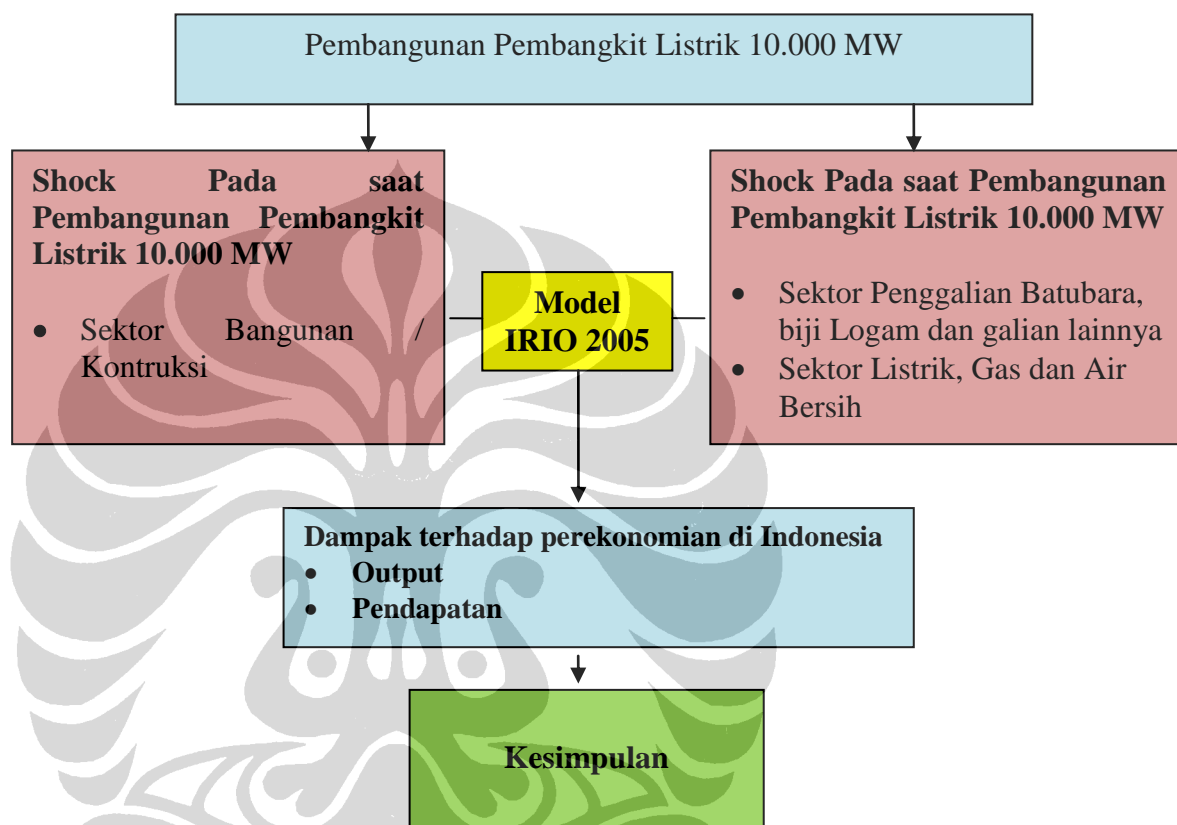 Pembangunan Pembangkit Listrik 10.000 MW
Shock Pada saat
Pembangunan Pembangkit
Listrik 10.000 MW
• Sektor Bangunan /
Kontruksi
Model
IRIO 2005
Shock Pada saat Pembangunan
Pembangkit Listrik 10.000 MW
• Sektor Penggalian Batubara,
biji Logam dan galian lainnya
• Sektor Listrik, Gas dan Air
Bersih
Dampak terhadap perekonomian di Indonesia
• Output
• Pendapatan
Kesimpulan